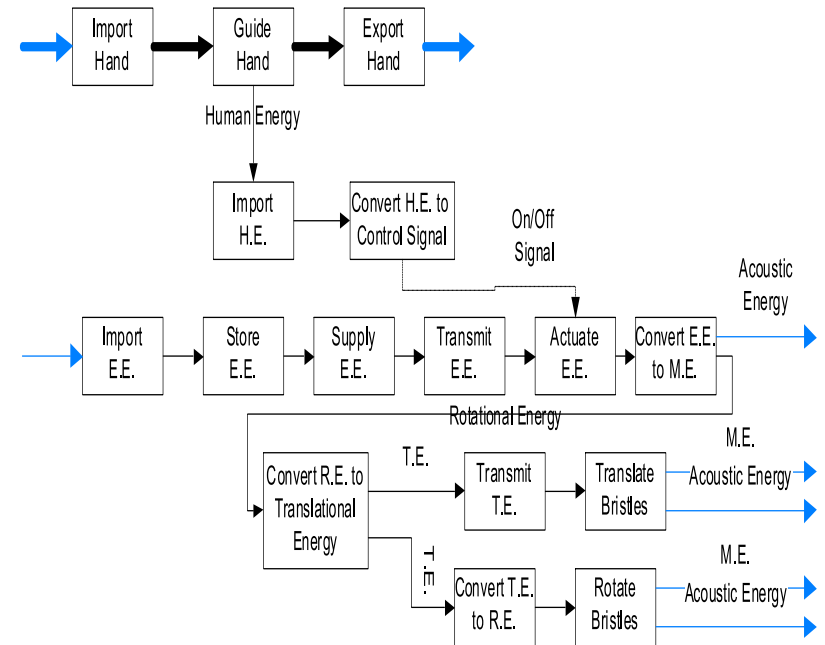 Import
Hand
Guide
Hand
Export
Hand
Human Energy
Import
H.E.
Convert H.E. to
Control Signal
On/Off
Signal
Acoustic
Energy
Import
E.E.
Store
E.E.
Supply
E.E.
Transmit
E.E.
Actuate
E.E.
Convert E.E.
to M.E.
Rotational Energy
Convert R.E. to
Translational
Energy
T.E.
Transmit
T.E.
Translate
Bristles
M.E.
Acoustic Energy
T.E.
Convert T.E.
to R.E.
Rotate
Bristles
M.E.
Acoustic Energy